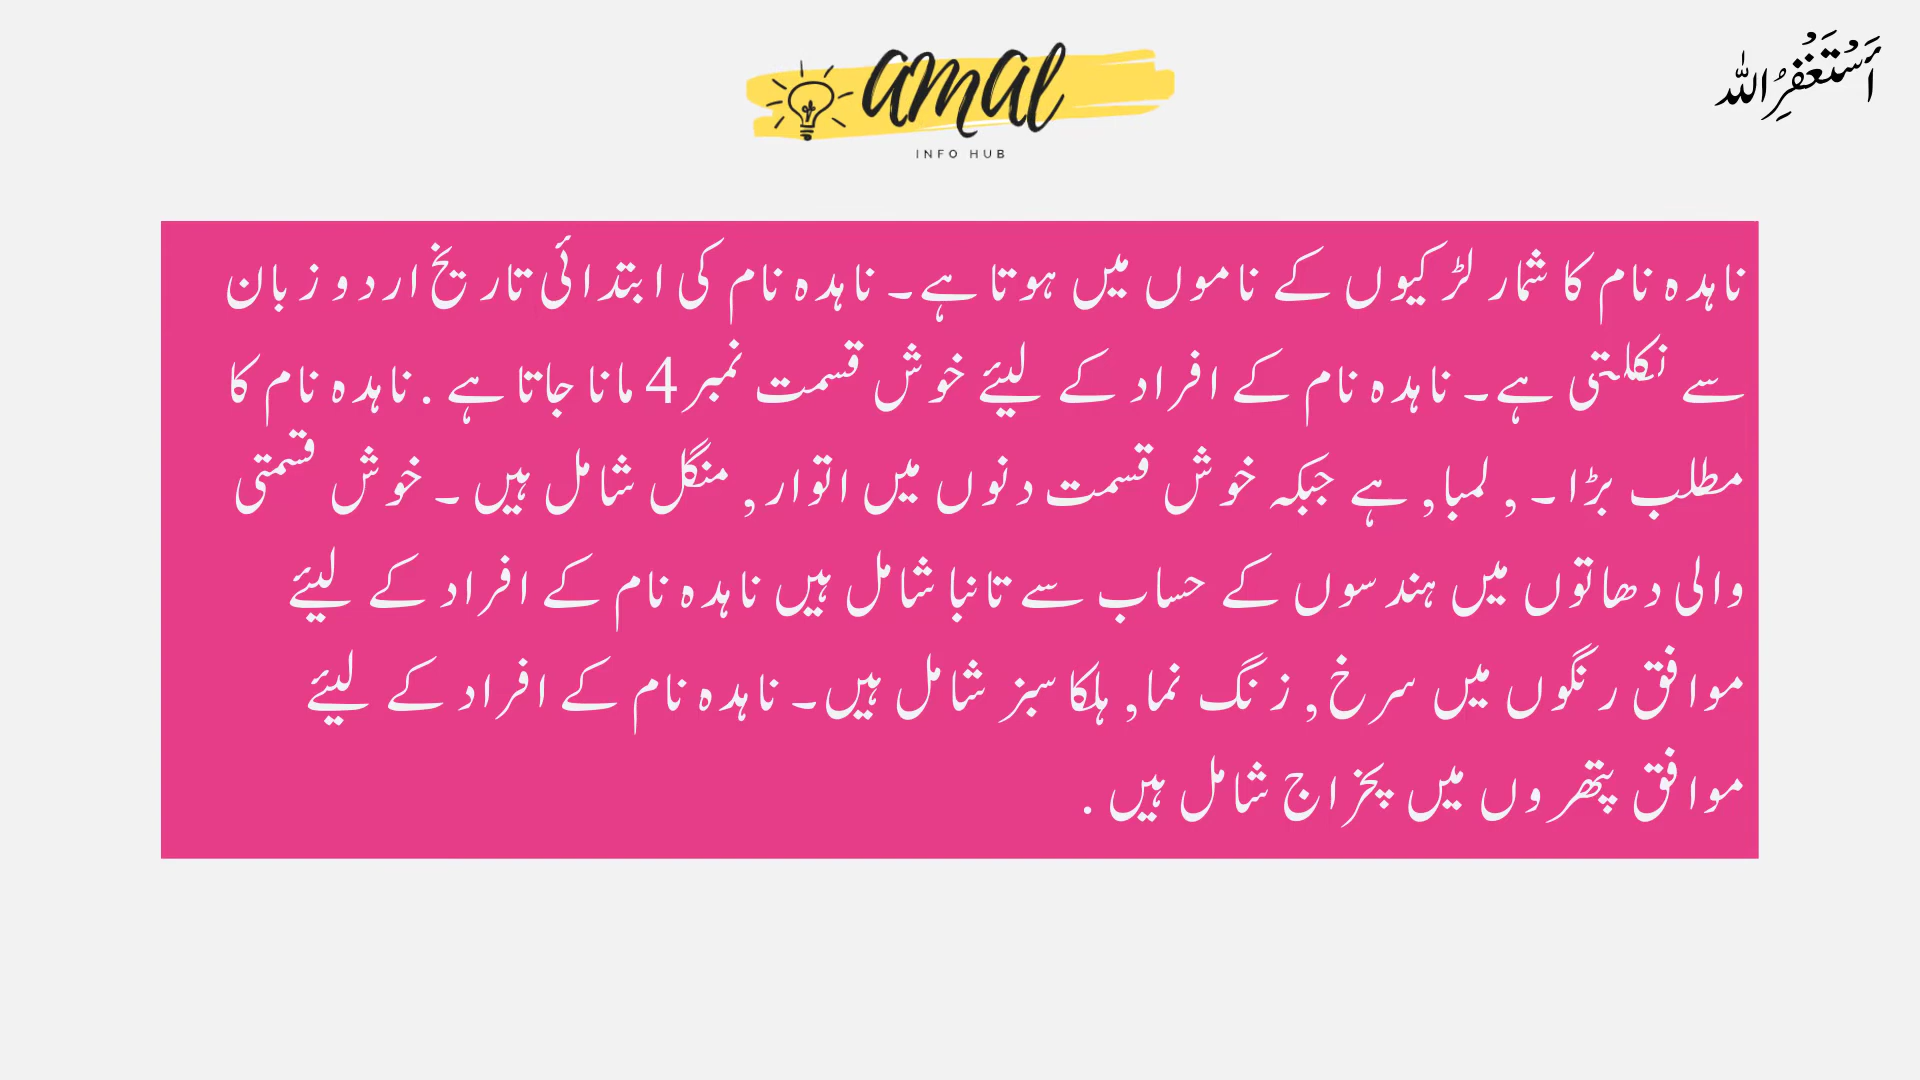 amal
INFO HUB
أَسْتَغْفِرُاللّٰه
ناہدہ نام کا شمار لڑکیوں کے ناموں میں ہوتا ہے۔ ناہدہ نام کی ابتدائی تاریخ اردو زبان
سے نکلتی ہے۔ ناہدہ نام کے افراد کے لیئے خوش قسمت نمبر 4 مانا جاتا ہے . ناہدہ نام کا
مطلب بڑا۔ , لمبا, ہے جبکہ خوش قسمت دنوں میں اتوار, منگل شامل ہیں ۔ خوش قسمتی
والی دھاتوں میں ہندسوں کے حساب سے تانبا شامل ہیں ناہدہ نام کے افراد کے لیئے
موافق رنگوں میں سرخ, زنگ نما, ہلکا سبز شامل ہیں۔ ناہدہ نام کے افراد کے لیئے
موافق پتھروں میں پخراج شامل ہیں .